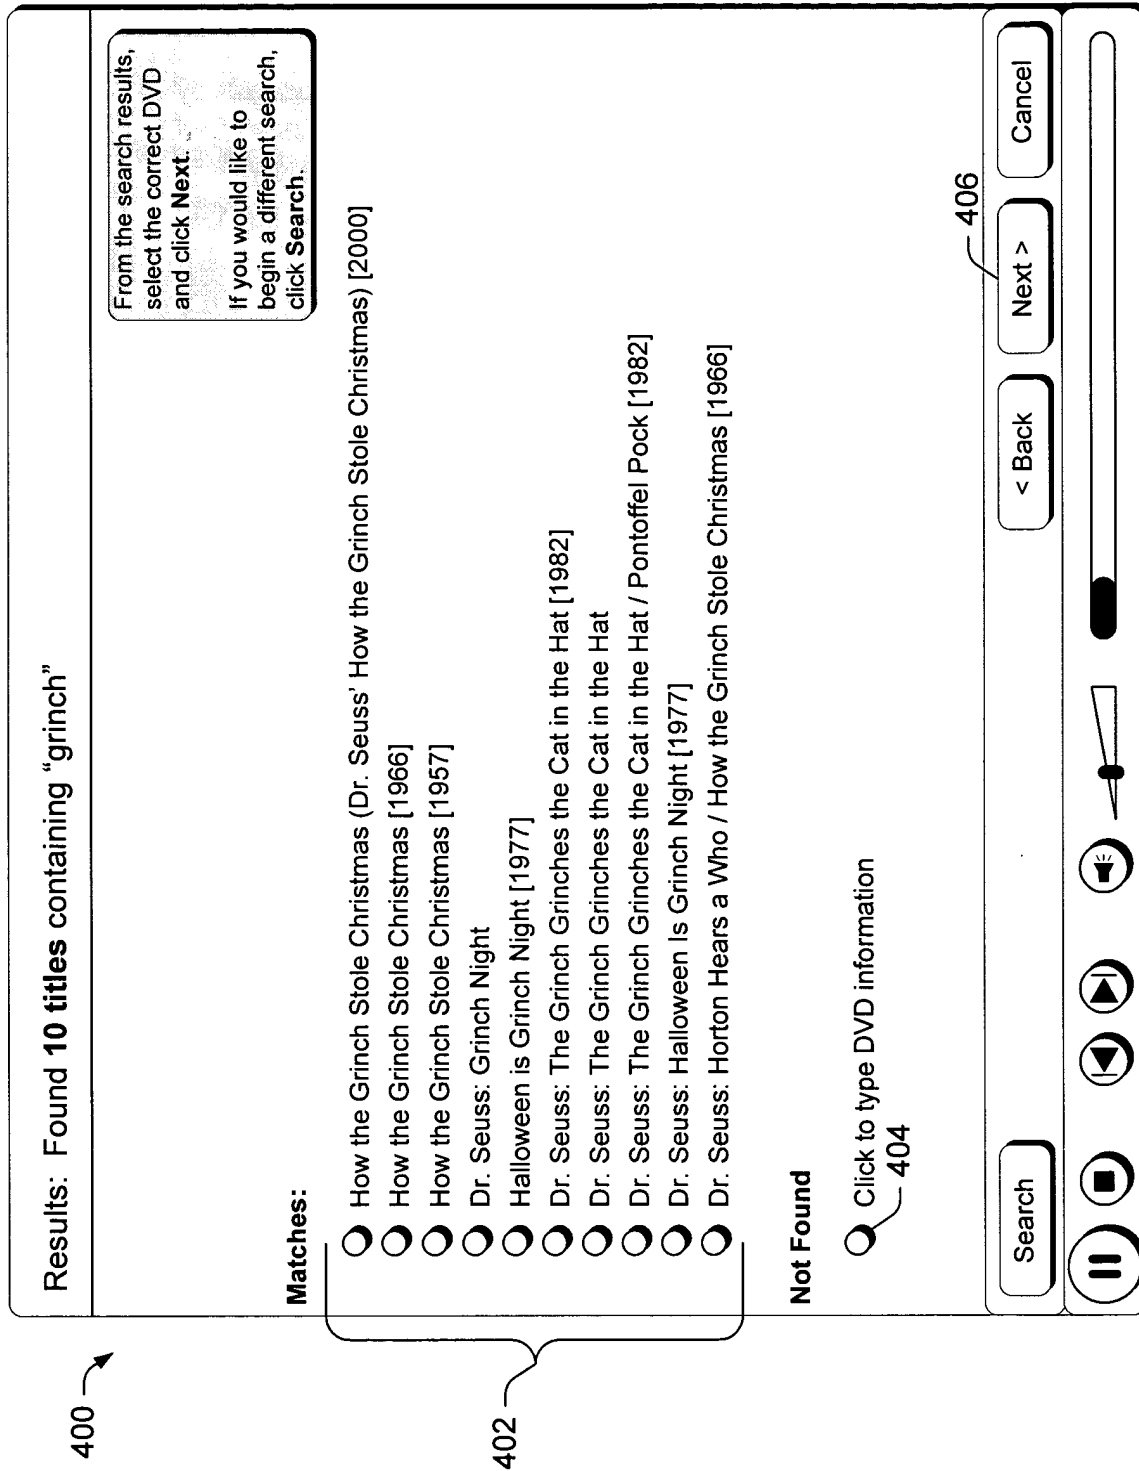 400
Results: Found 10 titles containing “grinch”
From the search results,
select the correct DVD
and click Next.
If you would like to
begin a different search,
click Search.
Matches:
402
How the Grinch Stole Christmas (Dr. Seuss’ How the Grinch Stole Christmas) [2000]
How the Grinch Stole Christmas [1966]
How the Grinch Stole Christmas [1957]
Dr. Seuss: Grinch Night
Halloween is Grinch Night [1977]
Dr. Seuss: The Grinch Grinches the Cat in the Hat [1982]
Dr. Seuss: The Grinch Grinches the Cat in the Hat
Dr. Seuss: The Grinch Grinches the Cat in the Hat / Pontoffel Pock [1982]
Dr. Seuss: Halloween Is Grinch Night [1977]
Dr. Seuss: Horton Hears a Who / How the Grinch Stole Christmas [1966]
Not Found
Click to type DVD information
404
406
Search
< Back
Next >
Cancel